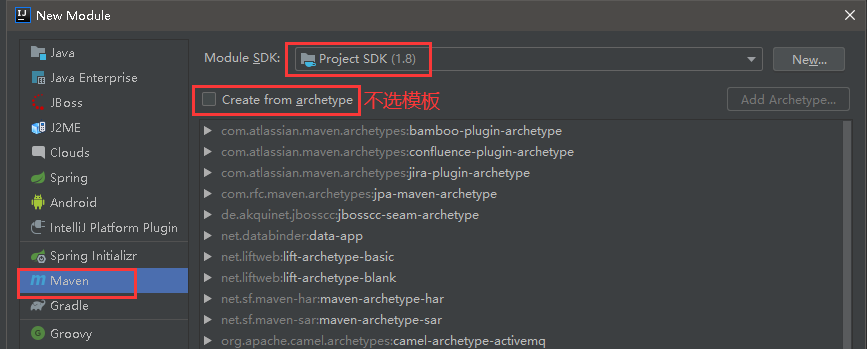 New Module
Java
Java Enterprise
JBoss
J2ME
Clouds
Spring
Android
IntelliJ Platform Plugin
Spring Initializr
Maven
Gradle
Groovy
Module SDK: Project SDK (1.8) New...
Create from archetype 不选模板 Add Archetype...
com.atlassian.maven.archetypes:bamboo-plugin-archetype
com.atlassian.maven.archetypes:confluence-plugin-archetype
com.atlassian.maven.archetypes:jira-plugin-archetype
com.rfc.maven.archetypes:jpa-maven-archetype
de.akquinet.jbosscc:jbosscc-seam-archetype
net.databinder:data-app
net.liftweb:lift-archetype-basic
net.liftweb:lift-archetype-blank
net.sf.maven-har:maven-archetype-har
net.sf.maven-sar:maven-archetype-sar
org.apache.camel.archetypes:camel-archetype-activemq